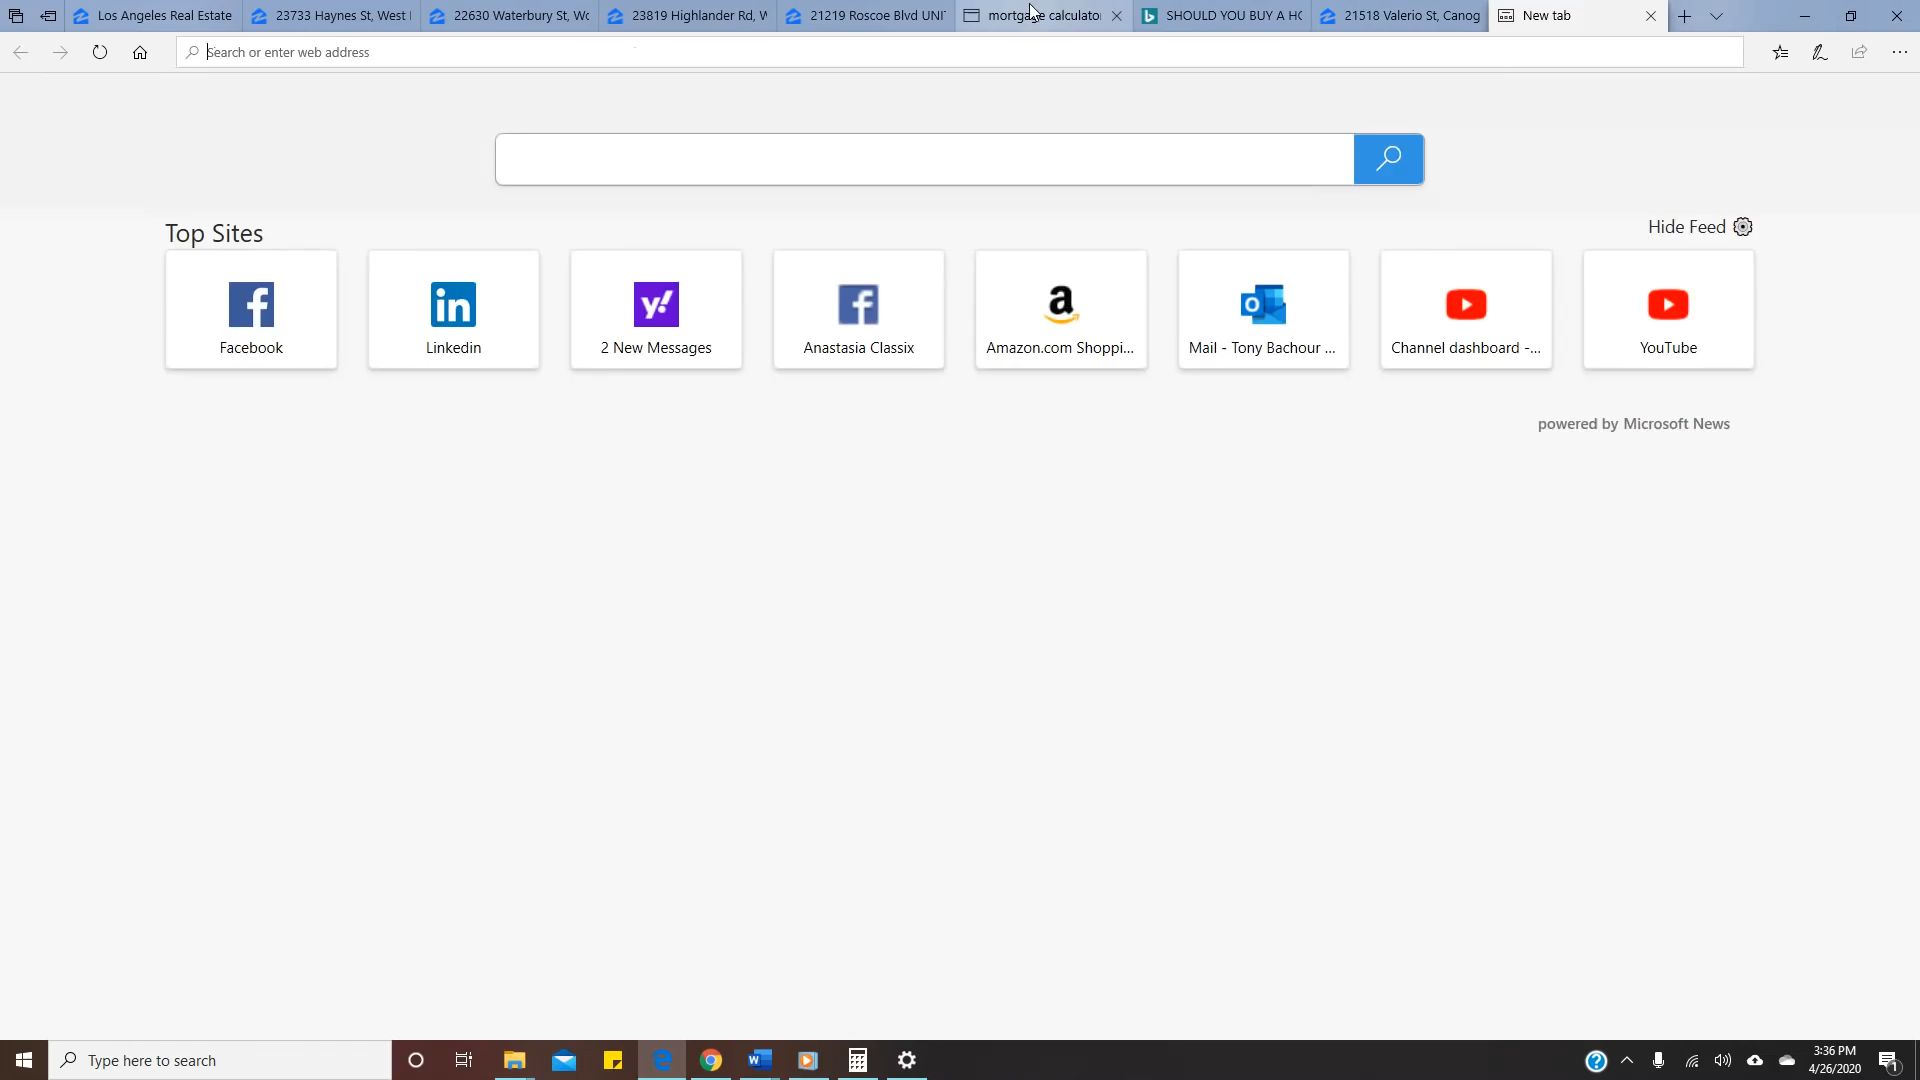 Los Angeles Real Estate
23733 Haynes St, West
22630 Waterbury St, Wo
23819 Highlander Rd, W
21219 Roscoe Blvd UNI
mortgage calculato
SHOULD YOU BUY A HO
21518 Valerio St, Canog
New tab
Search or enter web address
Top Sites
Hide Feed
Facebook
Linkedin
2 New Messages
Anastasia Classix
Amazon.com Shoppi...
Mail - Tony Bachour ...
Channel dashboard -...
YouTube
powered by Microsoft News
Type here to search
3:36 PM
4/26/2020